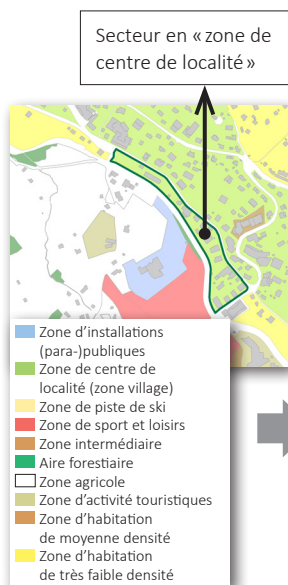 Secteur en « zone de
centre de localité »
Zone d’installations
(para-)publiques
Zone de centre de
localité (zone village)
Zone de piste de ski
Zone de sport et loisirs
Zone intermédiaire
Aire forestiaire
Zone agricole
Zone d’activité touristiques
Zone d’habitation
de moyenne densité
Zone d’habitation
de très faible densité